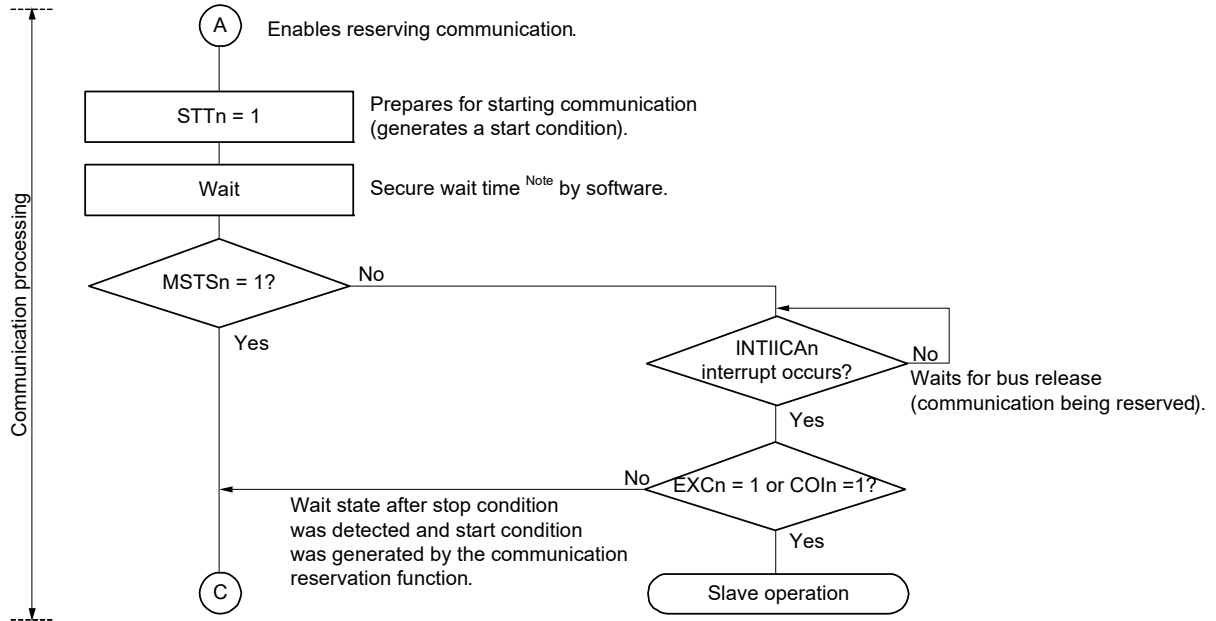 A
Enables reserving communication.
STTn = 1
Prepares for starting communication
(generates a start condition).
Wait
Secure wait time Note by software.
MSTSn = 1?
No
Yes
INTIICAn
interrupt occurs?
No
Waits for bus release
(communication being reserved).
Yes
EXCn = 1 or COIn =1?
No
Wait state after stop condition
was detected and start condition
was generated by the communication
reservation function.
Yes
C
Slave operation
Communication processing